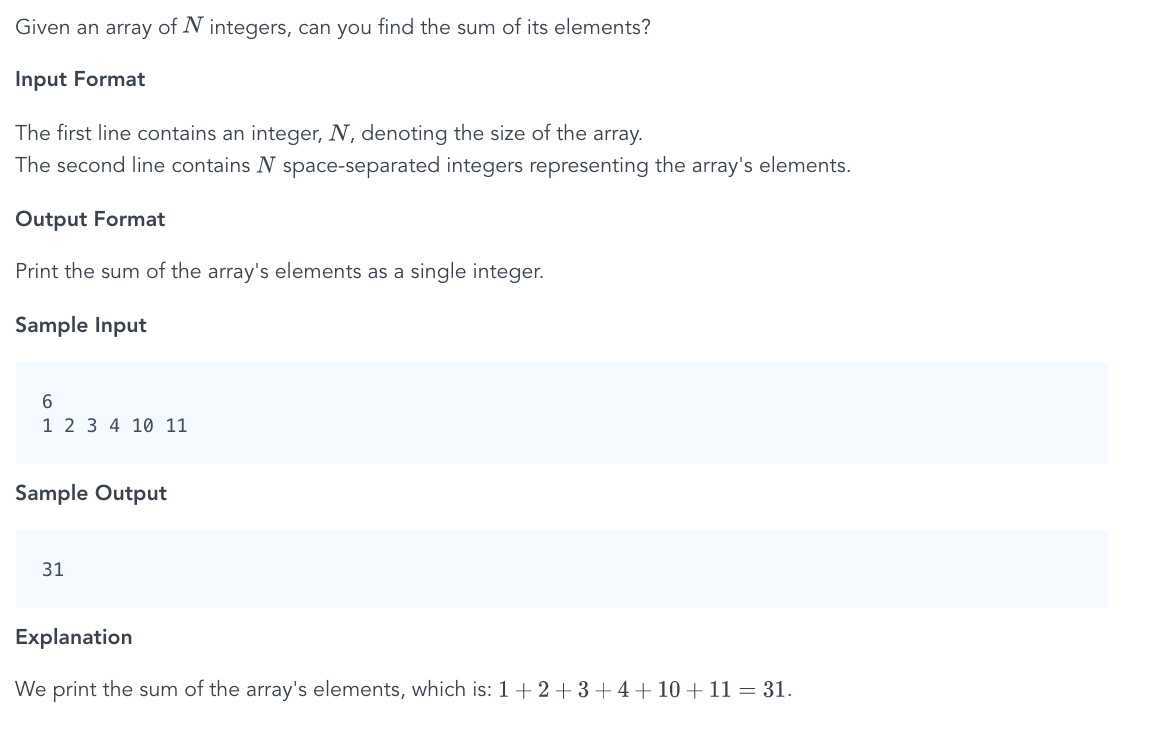 Given an array of N integers, can you find the sum of its elements?
Input Format
The first line contains an integer, N, denoting the size of the array.
The second line contains N space-separated integers representing the array's elements.
Output Format
Print the sum of the array's elements as a single integer.
Sample Input
6
1 2 3 4 10 11
Sample Output
31
Explanation
We print the sum of the array's elements, which is: 1 + 2 + 3 + 4 + 10 + 11 = 31.